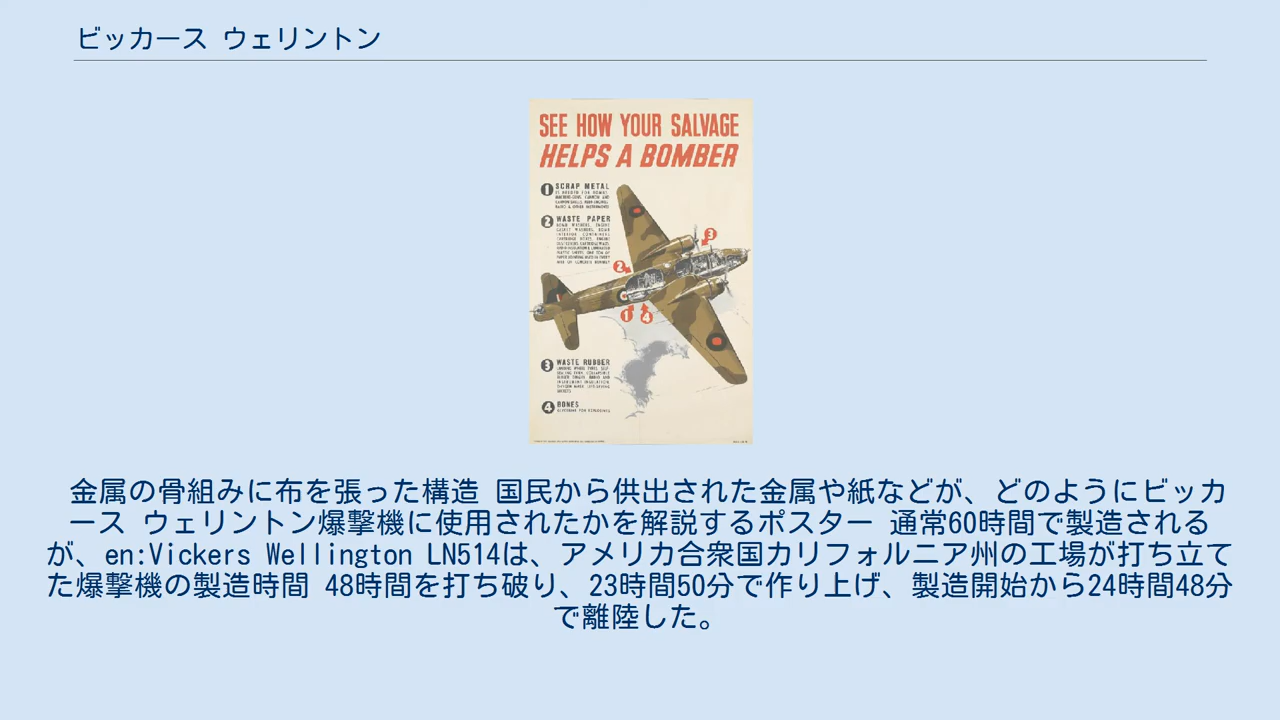 ビッカース ウェリントン
SEE HOW YOUR SALVAGE
HELPS A BOMBER
1 SCRAP METAL
2 WASTE PAPER
3
2
1 4
3 WASTE RUBBER
4 BONES
金属の骨組みに布を張った構造 国民から供出された金属や紙などが、どのようにビッカ
ース ウェリントン爆撃機に使用されたかを解説するポスター 通常60時間で製造される
が、en:Vickers Wellington LN514は、アメリカ合衆国カリフォルニア州の工場が打ち立て
た爆撃機の製造時間 48時間を打ち破り、23時間50分で作り上げ、製造開始から24時間48分
で離陸した。